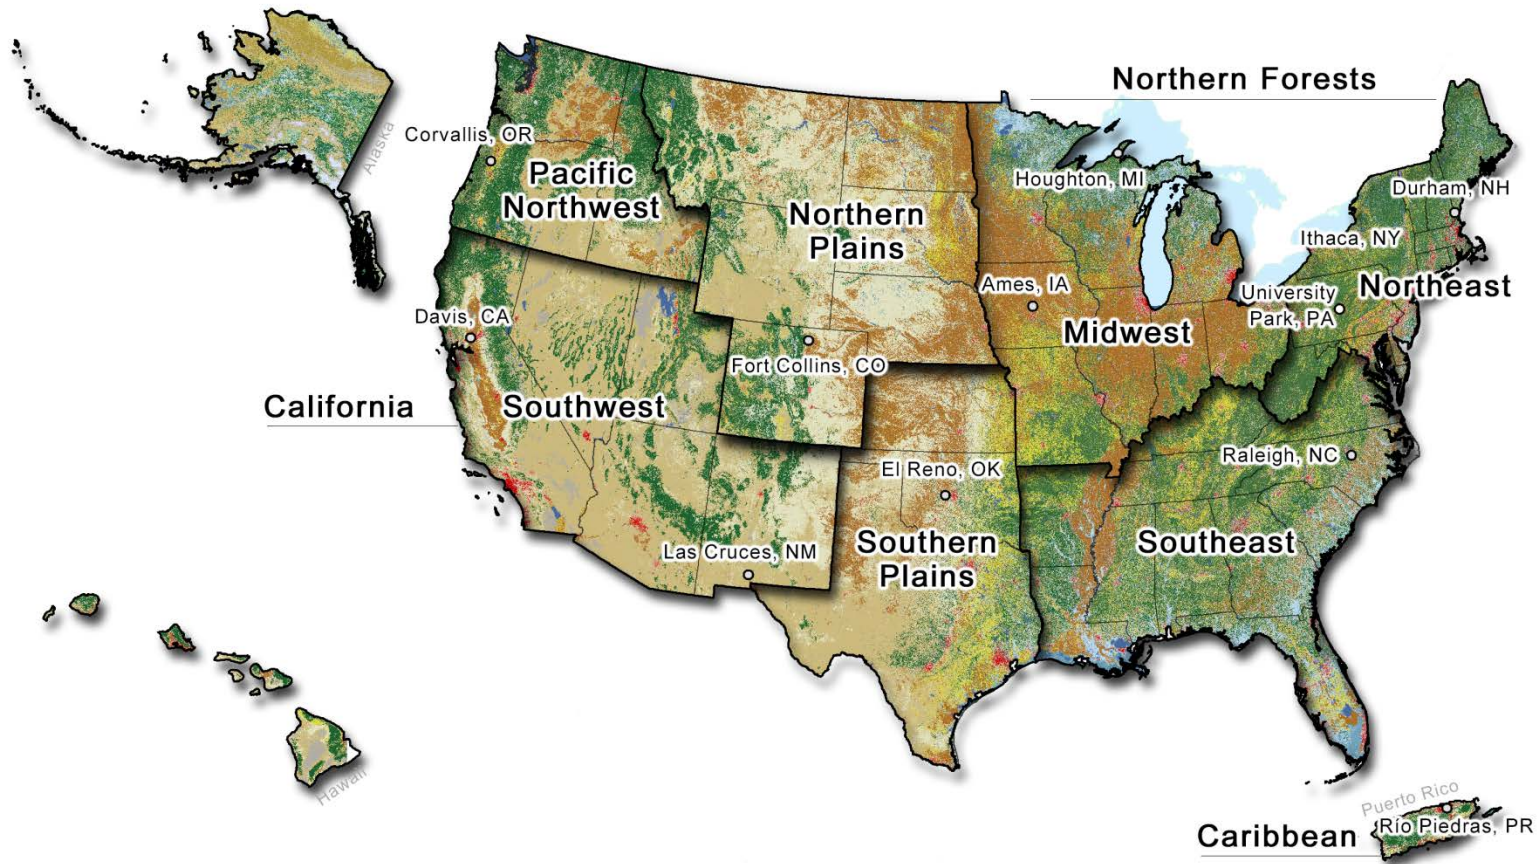 Northern Forests
Alaska
Corvallis, OR
Pacific
Northwest
Northern
Plains
Houghton, MI
Durham, NH
Ithaca, NY
Northeast
University
Park, PA
Ames, IA
Midwest
Davis, CA
Fort Collins, CO
California
Southwest
Raleigh, NC
El Reno, OK
Southern
Plains
Southeast
Las Cruces, NM
Hawaii
Puerto Rico
Río Piedras, PR
Caribbean